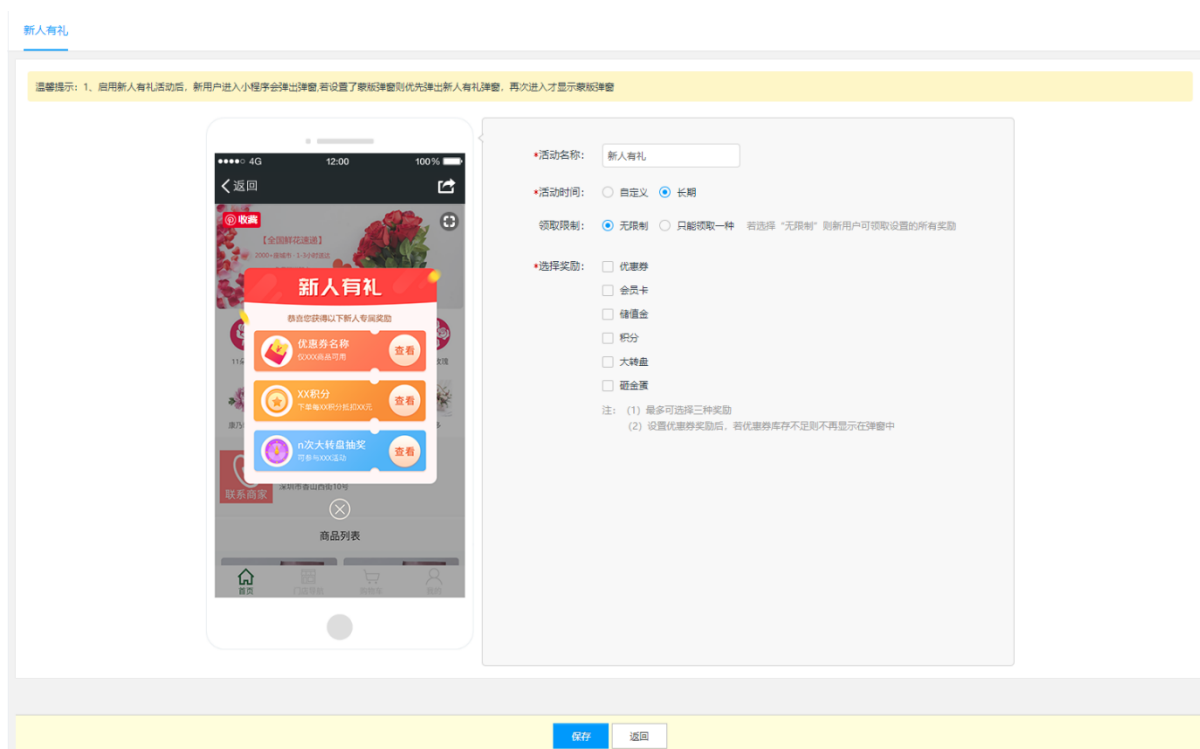 新人有礼
温馨提示：1、启用新人有礼活动后，新用户进入小程序会弹出弹窗,若设置了蒙版弹窗则优先弹出新人有礼弹窗，再次进入才显示蒙版弹窗
4G 12:00 100%
返回
收藏
【全国鲜花速递】
2000+县城市·1-3小时送达
新人有礼
恭喜您获得以下新人专属奖励
优惠券名称
仅XXX商品可用
查看
XX积分
下单每XX积分抵扣XX元
查看
n次大转盘抽奖
可参与XXX活动
查看
联系商家
深圳市香山西街10号
商品列表
首页
*活动名称：
新人有礼
*活动时间：
自定义 长期
领取限制：
无限制 只能领取一种 若选择“无限制”则新用户可领取设置的所有奖励
*选择奖励：
优惠券
会员卡
储值金
积分
大转盘
砸金蛋
注：（1）最多可选择三种奖励
（2）设置优惠券奖励后，若优惠券库存不足则不再显示在弹窗中
保存 返回